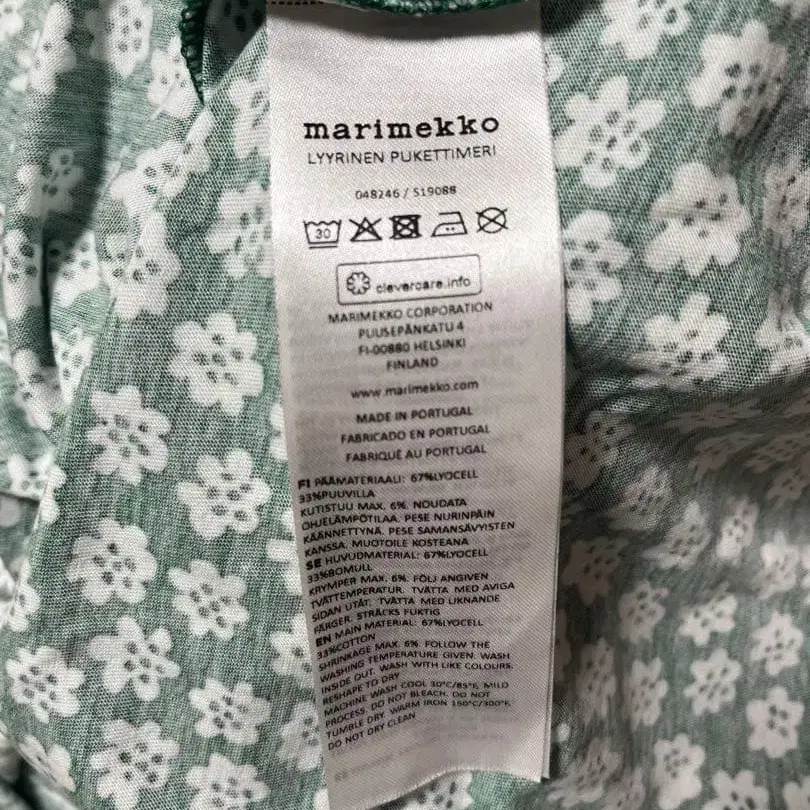 marimekko
LYYRINEN PUKETTIMERI
048246 / 519088
30
clevercare.info
MARIMEKKO CORPORATION
PUUSEPÄNKATU 4
FI-00880 HELSINKI
FINLAND
www.marimekko.com
MADE IN PORTUGAL
FABRICADO EN PORTUGAL
FABRIQUÉ AU PORTUGAL
FI PÄÄMATERIAALI: 67%LYOCELL
33%PUUVILLA
KUTISTUU MAX. 6%. NOUDATA
OHJELÄMPÖTILAA. PESE NURINPÄIN
KÄÄNNETTYNÄ. PESE SAMANSÄVYISTEN
KANSSA. MUOTOILE KOSTEANA
SE HUVUDMATERIAL: 67%LYOCELL
33%BOMULL
KRYMPER MAX. 6%. FÖLJ ANGIVEN
TVÄTTEMPERATUR. TVÄTTA MED AVIGA
SIDAN UTÅT. TVÄTTA MED LIKNANDE
FÄRGER. STRÄCKS FUKTIG
EN MAIN MATERIAL: 67%LYOCELL
33%COTTON
SHRINKAGE MAX. 6%. FOLLOW THE
WASHING TEMPERATURE GIVEN. WASH
INSIDE OUT. WASH WITH LIKE COLOURS.
RESHAPE TO DRY
MACHINE WASH COOL 30°C/85°F, MILD
PROCESS. DO NOT BLEACH. DO NOT
TUMBLE DRY. WARM IRON 150°C/300°F.
DO NOT DRY CLEAN